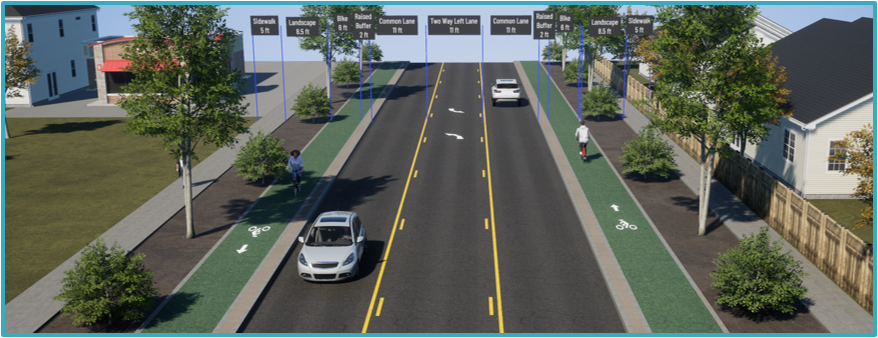 Sidewalk
5 ft
Landscape
8.5 ft
Bike
6 ft
Raised
Buffer
2 ft
Common Lane
11 ft
Two Way Left Lane
11 ft
Common Lane
11 ft
Raised
Buffer
2 ft
Bike
6 ft
Landscape
8.5 ft
Sidewalk
5 ft